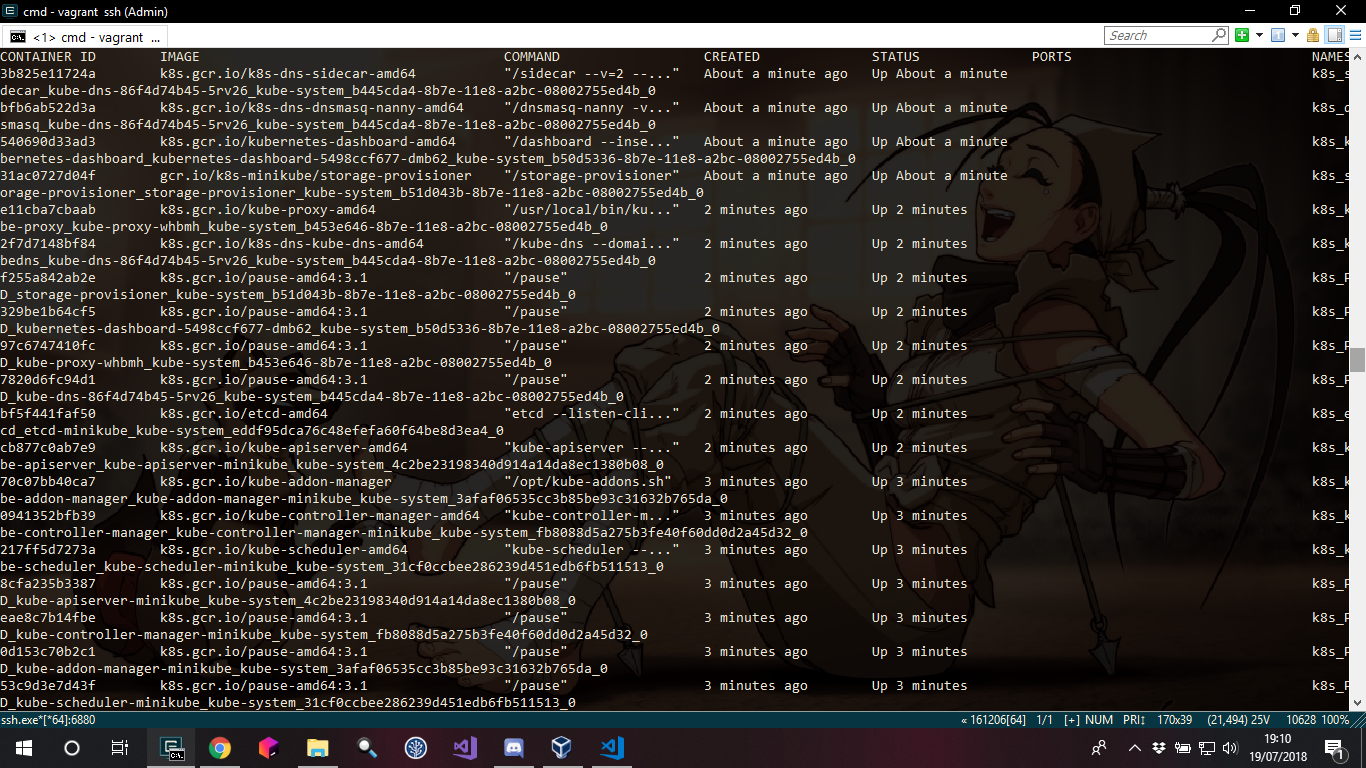 cmd - vagrant ssh (Admin)
<1> cmd - vagrant ...
Search
CONTAINER ID        IMAGE                                      COMMAND                  CREATED              STATUS              PORTS                              NAMES
3b825e11724a        k8s.gcr.io/k8s-dns-sidecar-amd64           "/sidecar --v=2 --..."   About a minute ago   Up About a minute                                      k8s_s
decar_kube-dns-86f4d74b45-5rv26_kube-system_b445cda4-8b7e-11e8-a2bc-08002755ed4b_0
bfb6ab522d3a        k8s.gcr.io/k8s-dns-dnsmasq-nanny-amd64     "/dnsmasq-nanny -v..."   About a minute ago   Up About a minute                                      k8s_d
smasq_kube-dns-86f4d74b45-5rv26_kube-system_b445cda4-8b7e-11e8-a2bc-08002755ed4b_0
540690d33ad3        k8s.gcr.io/kubernetes-dashboard-amd64      "/dashboard --inse..."   About a minute ago   Up About a minute                                      k8s_k
bernetes-dashboard_kubernetes-dashboard-5498ccf677-dmb62_kube-system_b50d5336-8b7e-11e8-a2bc-08002755ed4b_0
31ac0727d04f        gcr.io/k8s-minikube/storage-provisioner    "/storage-provisioner"   About a minute ago   Up About a minute                                      k8s_s
orage-provisioner_storage-provisioner_kube-system_b51d043b-8b7e-11e8-a2bc-08002755ed4b_0
e11cba7cbaab        k8s.gcr.io/kube-proxy-amd64                "/usr/local/bin/ku..."   2 minutes ago        Up 2 minutes                                           k8s_k
be-proxy_kube-proxy-whbmh_kube-system_b453e646-8b7e-11e8-a2bc-08002755ed4b_0
2f7d7148bf84        k8s.gcr.io/k8s-dns-kube-dns-amd64          "/kube-dns --domai..."   2 minutes ago        Up 2 minutes                                           k8s_k
bedns_kube-dns-86f4d74b45-5rv26_kube-system_b445cda4-8b7e-11e8-a2bc-08002755ed4b_0
f255a842ab2e        k8s.gcr.io/pause-amd64:3.1                 "/pause"                 2 minutes ago        Up 2 minutes                                           k8s_P
D_storage-provisioner_kube-system_b51d043b-8b7e-11e8-a2bc-08002755ed4b_0
329be1b64cf5        k8s.gcr.io/pause-amd64:3.1                 "/pause"                 2 minutes ago        Up 2 minutes                                           k8s_P
D_kubernetes-dashboard-5498ccf677-dmb62_kube-system_b50d5336-8b7e-11e8-a2bc-08002755ed4b_0
97c6747410fc        k8s.gcr.io/pause-amd64:3.1                 "/pause"                 2 minutes ago        Up 2 minutes                                           k8s_P
D_kube-proxy-whbmh_kube-system_b453e646-8b7e-11e8-a2bc-08002755ed4b_0
7820d6fc94d1        k8s.gcr.io/pause-amd64:3.1                 "/pause"                 2 minutes ago        Up 2 minutes                                           k8s_P
D_kube-dns-86f4d74b45-5rv26_kube-system_b445cda4-8b7e-11e8-a2bc-08002755ed4b_0
bf5f441faf50        k8s.gcr.io/etcd-amd64                      "etcd --listen-cli..."   2 minutes ago        Up 2 minutes                                           k8s_e
cd_etcd-minikube_kube-system_eddf95dca76c48efefa60f64be8d3ea4_0
cb877c0ab7e9        k8s.gcr.io/kube-apiserver-amd64            "kube-apiserver --..."   2 minutes ago        Up 2 minutes                                           k8s_k
be-apiserver_kube-apiserver-minikube_kube-system_4c2be23198340d914a14da8ec1380b08_0
70c07bb40ca7        k8s.gcr.io/kube-addon-manager              "/opt/kube-addons.sh"    3 minutes ago        Up 3 minutes                                           k8s_k
be-addon-manager_kube-addon-manager-minikube_kube-system_3afaf06535cc3b85be93c31632b765da_0
0941352bfb39        k8s.gcr.io/kube-controller-manager-amd64   "kube-controller-m..."   3 minutes ago        Up 3 minutes                                           k8s_k
be-controller-manager_kube-controller-manager-minikube_kube-system_fb8088d5a275b3fe40f60dd0d2a45d32_0
217ff5d7273a        k8s.gcr.io/kube-scheduler-amd64            "kube-scheduler --..."   3 minutes ago        Up 3 minutes                                           k8s_k
be-scheduler_kube-scheduler-minikube_kube-system_31cf0ccbee286239d451edb6fb511513_0
8cfa235b3387        k8s.gcr.io/pause-amd64:3.1                 "/pause"                 3 minutes ago        Up 3 minutes                                           k8s_P
D_kube-apiserver-minikube_kube-system_4c2be23198340d914a14da8ec1380b08_0
eae8c7b14fbe        k8s.gcr.io/pause-amd64:3.1                 "/pause"                 3 minutes ago        Up 3 minutes                                           k8s_P
D_kube-controller-manager-minikube_kube-system_fb8088d5a275b3fe40f60dd0d2a45d32_0
0d153c70b2c1        k8s.gcr.io/pause-amd64:3.1                 "/pause"                 3 minutes ago        Up 3 minutes                                           k8s_P
D_kube-addon-manager-minikube_kube-system_3afaf06535cc3b85be93c31632b765da_0
53c9d3e7d43f        k8s.gcr.io/pause-amd64:3.1                 "/pause"                 3 minutes ago        Up 3 minutes                                           k8s_P
D_kube-scheduler-minikube_kube-system_31cf0ccbee286239d451edb6fb511513_0
ssh.exe*[*64]:6880 « 161206[64] 1/1 [+] NUM PRI↕ 170x39 (21,494) 25V 10628 100%
19:10
19/07/2018
1